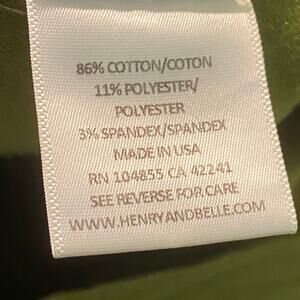 86% COTTON/COTON
11% POLYESTER/
POLYESTER
3% SPANDEX/SPANDEX
MADE IN USA
RN 104855 CA 42241
SEE REVERSE FOR CARE
WWW.HENRYANDBELLE.COM